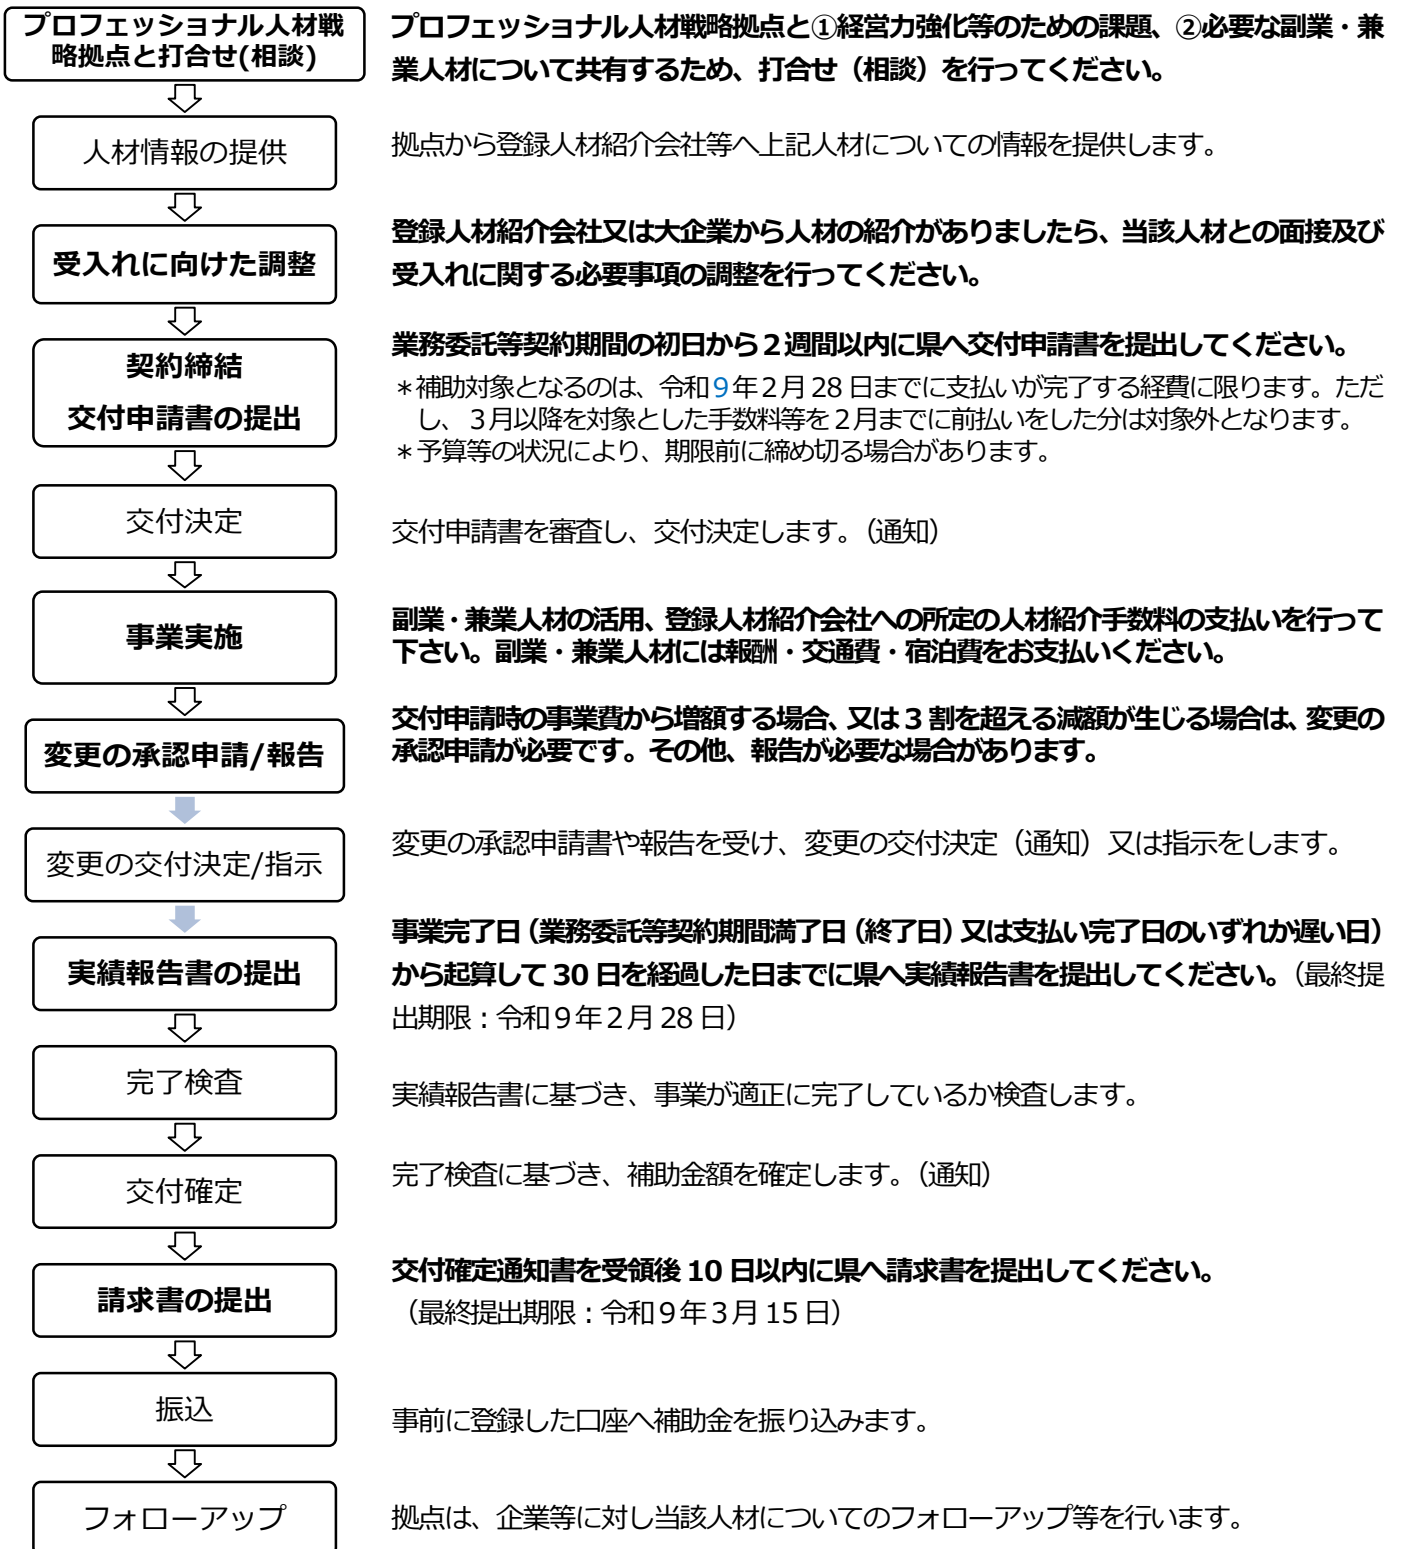 プロフェッショナル人材戦
略拠点と打合せ(相談)
プロフェッショナル人材戦略拠点と①経営力強化等のための課題、②必要な副業・兼
業人材について共有するため、打合せ（相談）を行ってください。
人材情報の提供
拠点から登録人材紹介会社等へ上記人材についての情報を提供します。
受入れに向けた調整
登録人材紹介会社又は大企業から人材の紹介がありましたら、当該人材との面接及び
受入れに関する必要事項の調整を行ってください。
契約締結
交付申請書の提出
業務委託等契約期間の初日から２週間以内に県へ交付申請書を提出してください。
＊補助対象となるのは、令和９年２月 28 日までに支払いが完了する経費に限ります。ただ
し、３月以降を対象とした手数料等を２月までに前払いをした分は対象外となります。
＊予算等の状況により、期限前に締め切る場合があります。
交付決定
交付申請書を審査し、交付決定します。（通知）
事業実施
副業・兼業人材の活用、登録人材紹介会社への所定の人材紹介手数料の支払いを行って
下さい。副業・兼業人材には報酬・交通費・宿泊費をお支払いください。
変更の承認申請/報告
交付申請時の事業費から増額する場合、又は 3 割を超える減額が生じる場合は、変更の
承認申請が必要です。その他、報告が必要な場合があります。
変更の交付決定/指示
変更の承認申請書や報告を受け、変更の交付決定（通知）又は指示をします。
実績報告書の提出
事業完了日（業務委託等契約期間満了日（終了日）又は支払い完了日のいずれか遅い日）
から起算して 30 日を経過した日までに県へ実績報告書を提出してください。（最終提
出期限：令和９年２月 28 日）
完了検査
実績報告書に基づき、事業が適正に完了しているか検査します。
交付確定
完了検査に基づき、補助金額を確定します。（通知）
請求書の提出
交付確定通知書を受領後 10 日以内に県へ請求書を提出してください。
（最終提出期限：令和９年３月 15 日）
振込
事前に登録した口座へ補助金を振り込みます。
フォローアップ
拠点は、企業等に対し当該人材についてのフォローアップ等を行います。